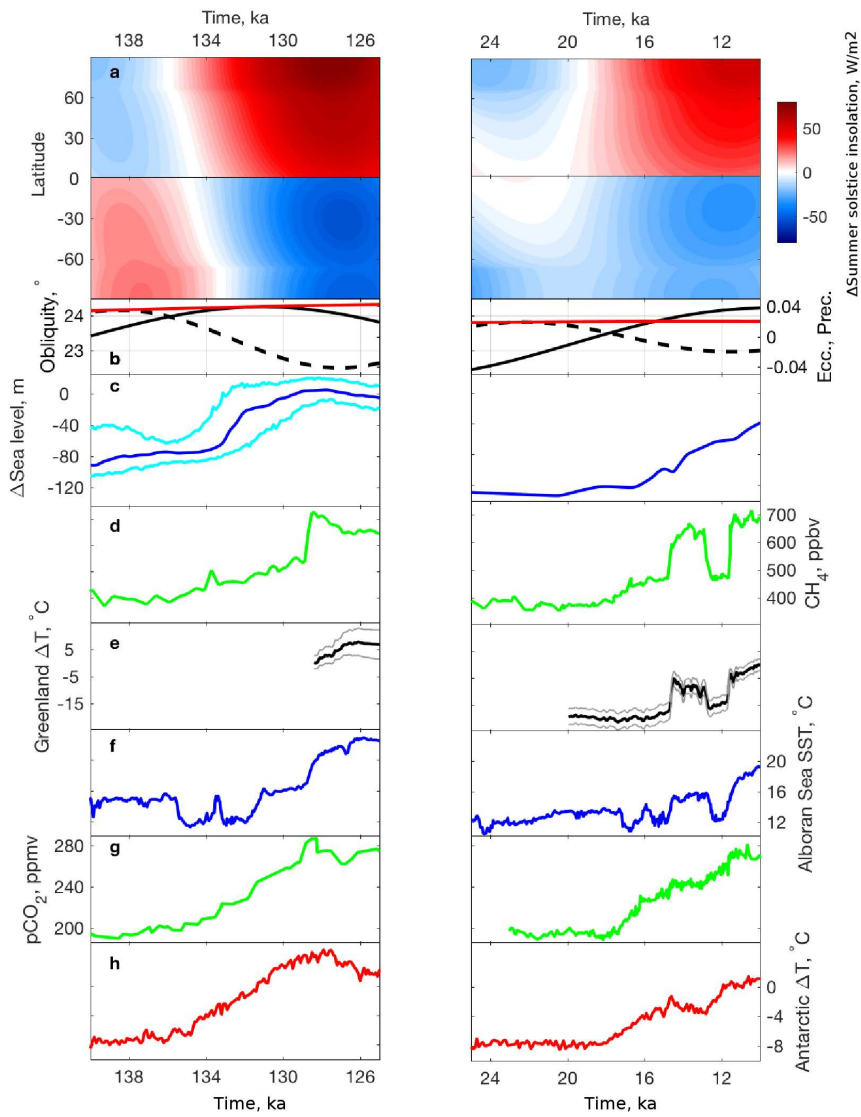 Time, ka
Time, ka
138
134
130
126
24
20
16
12
a
80
40
0
-30
-60
Latitude
50
0
-50
ΔSummer solstice insolation, W/m2
24
23
Obliquity, °
b
0.04
0
-0.04
Ecc., Prec.
c
0
-40
-80
-120
ΔSea level, m
d
700
600
500
400
CH4, ppbv
e
5
-5
-15
Greenland ΔT, °C
f
20
16
12
Alboran Sea SST, °C
g
280
240
200
pCO2, ppmv
h
0
-4
-8
Antarctic ΔT, °C
138
134
130
126
24
20
16
12
Time, ka
Time, ka